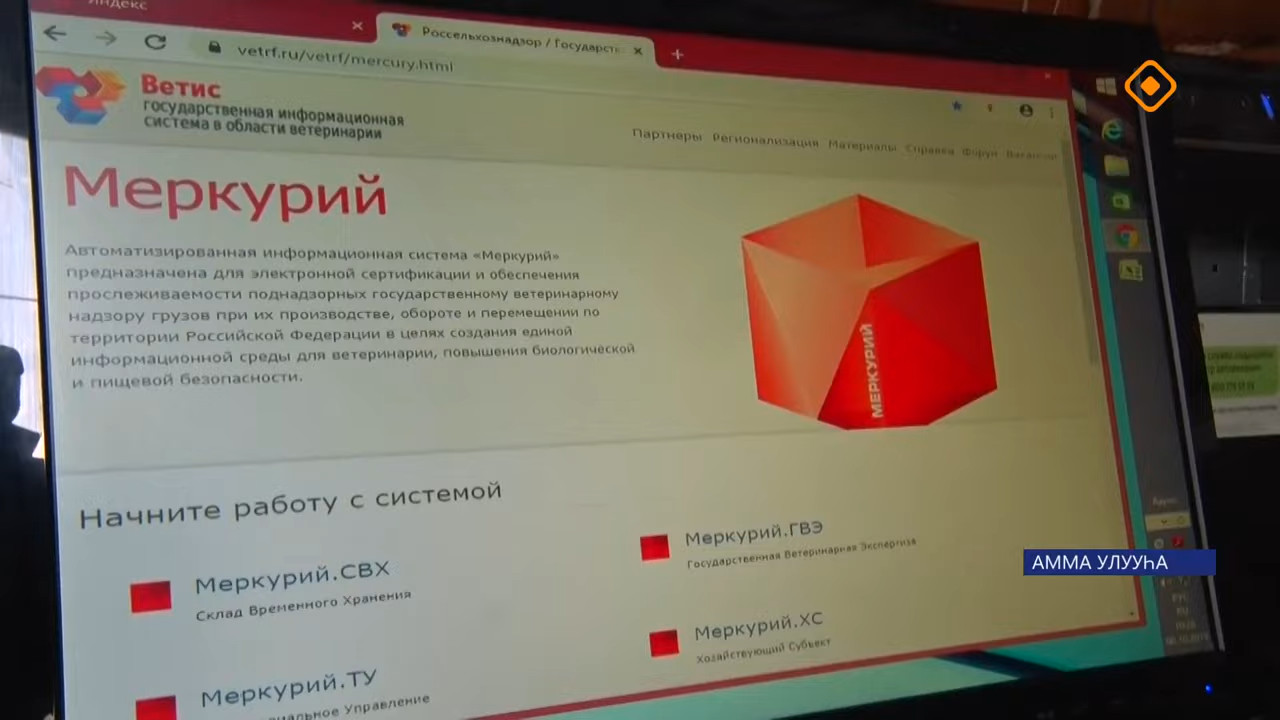 Яндекс
Россельхознадзор / Государств
vetrf.ru/vetrf/mercury.html
Ветис
государственная информационная
система в области ветеринарии
Партнеры Регионализация Материалы Справка Форум Вакансии
Меркурий
Автоматизированная информационная система «Меркурий»
предназначена для электронной сертификации и обеспечения
прослеживаемости поднадзорных государственному ветеринарному
надзору грузов при их производстве, обороте и перемещении по
территории Российской Федерации в целях создания единой
информационной среды для ветеринарии, повышения биологической
и пищевой безопасности.
МЕРКУРИЙ
Начните работу с системой
Меркурий.СВХ
Склад Временного Хранения
Меркурий.ГВЭ
Государственная Ветеринарная Экспертиза
Меркурий.ХС
Хозяйствующий Субъект
Меркурий.ТУ
Управление
АММА УЛУУҺА